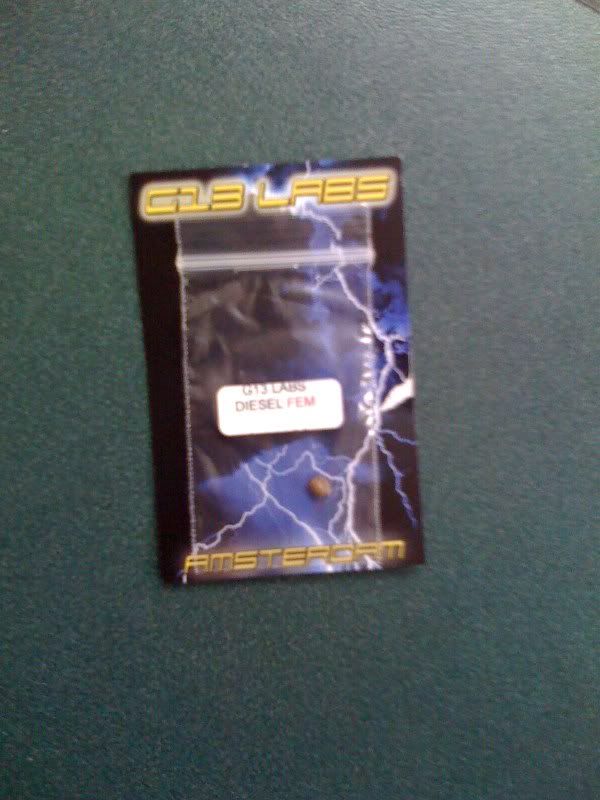 G13 LABS
G13 LABS
DIESEL FEM
AMSTERDAM